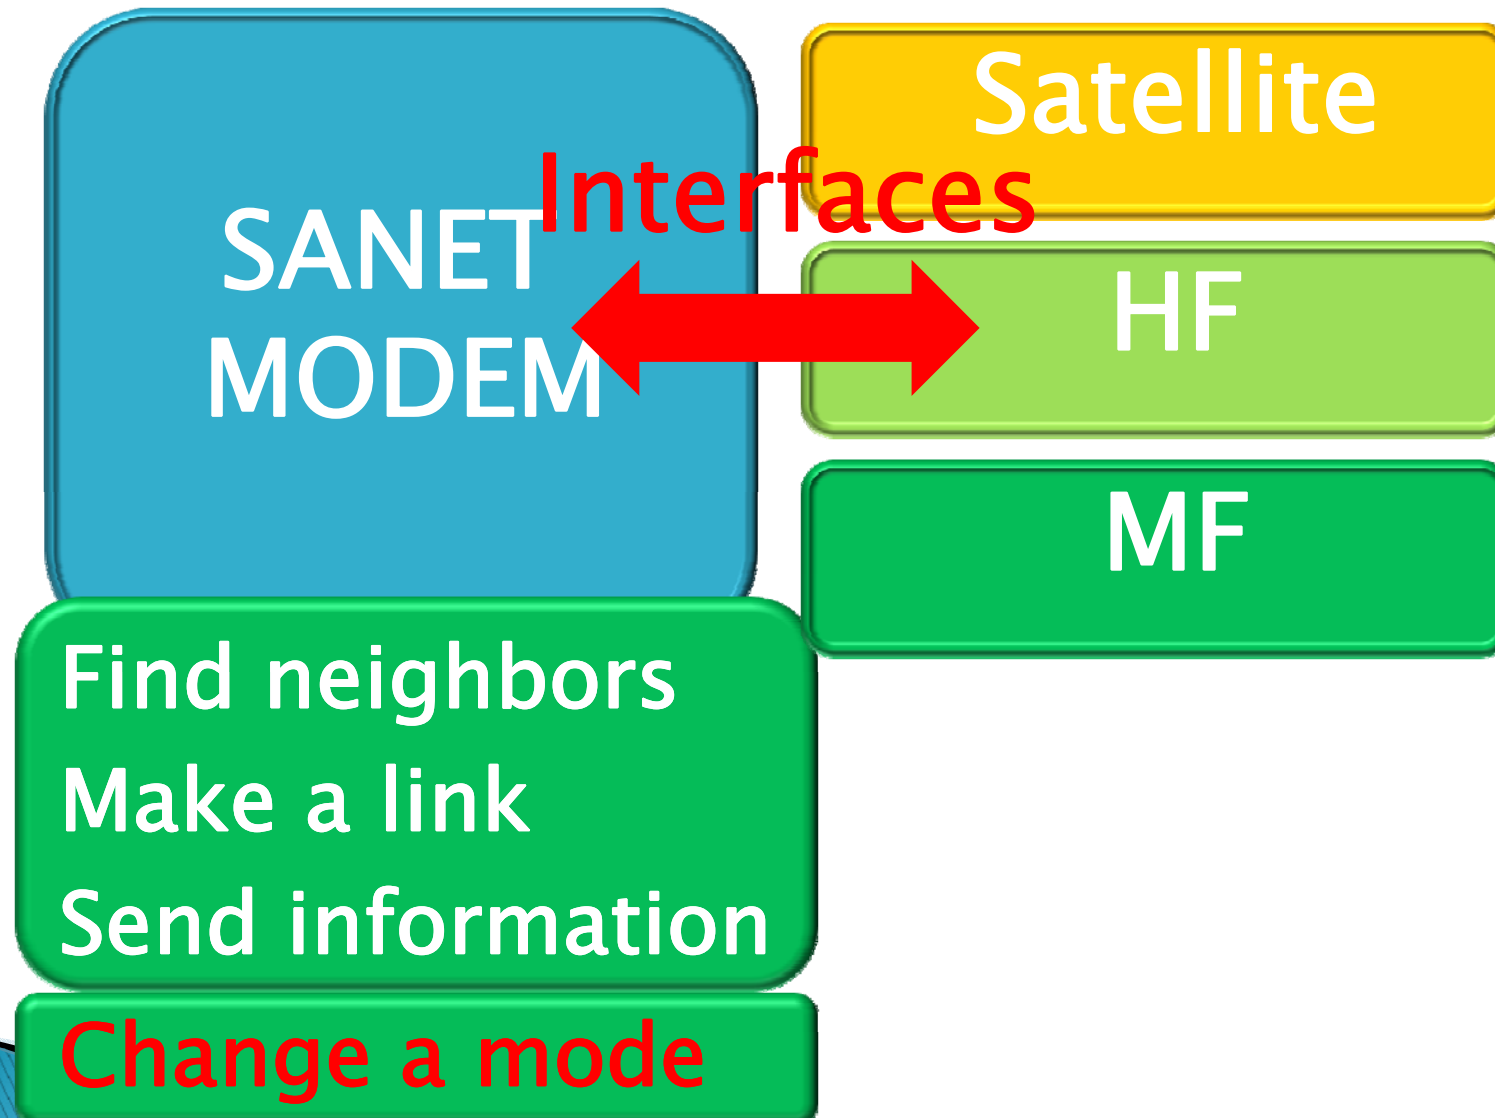 SANET
MODEM
Interfaces
Satellite
HF
MF
Find neighbors
Make a link
Send information
Change a mode